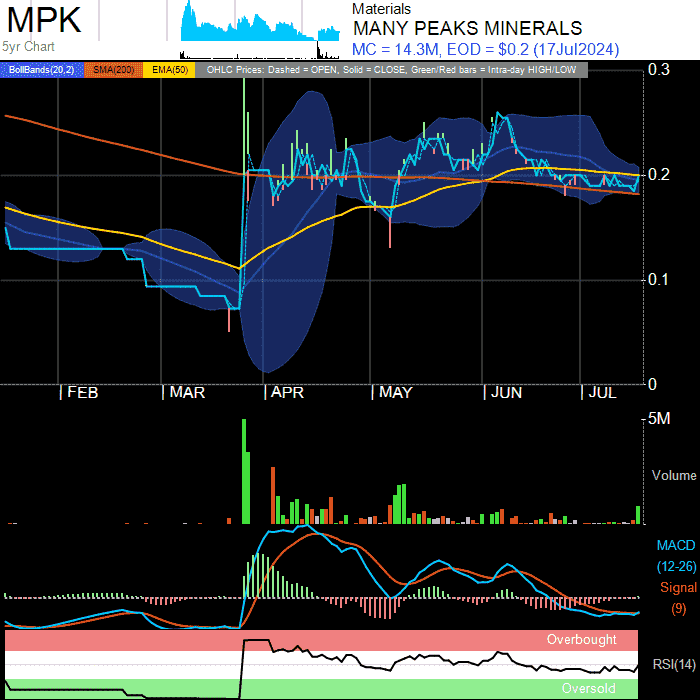 MPK
5yr Chart
Materials
MANY PEAKS MINERALS
MC = 14.3M, EOD = $0.2 (17Jul2024)
BollBands(20,2) SMA(200) EMA(50) OHLC Prices: Dashed = OPEN, Solid = CLOSE, Green/Red bars = Intra-day HIGH/LOW
0.3
0.2
0.1
0
FEB MAR APR MAY JUN JUL
5M
Volume
MACD
(12-26)
Signal
(9)
Overbought
RSI(14)
Oversold